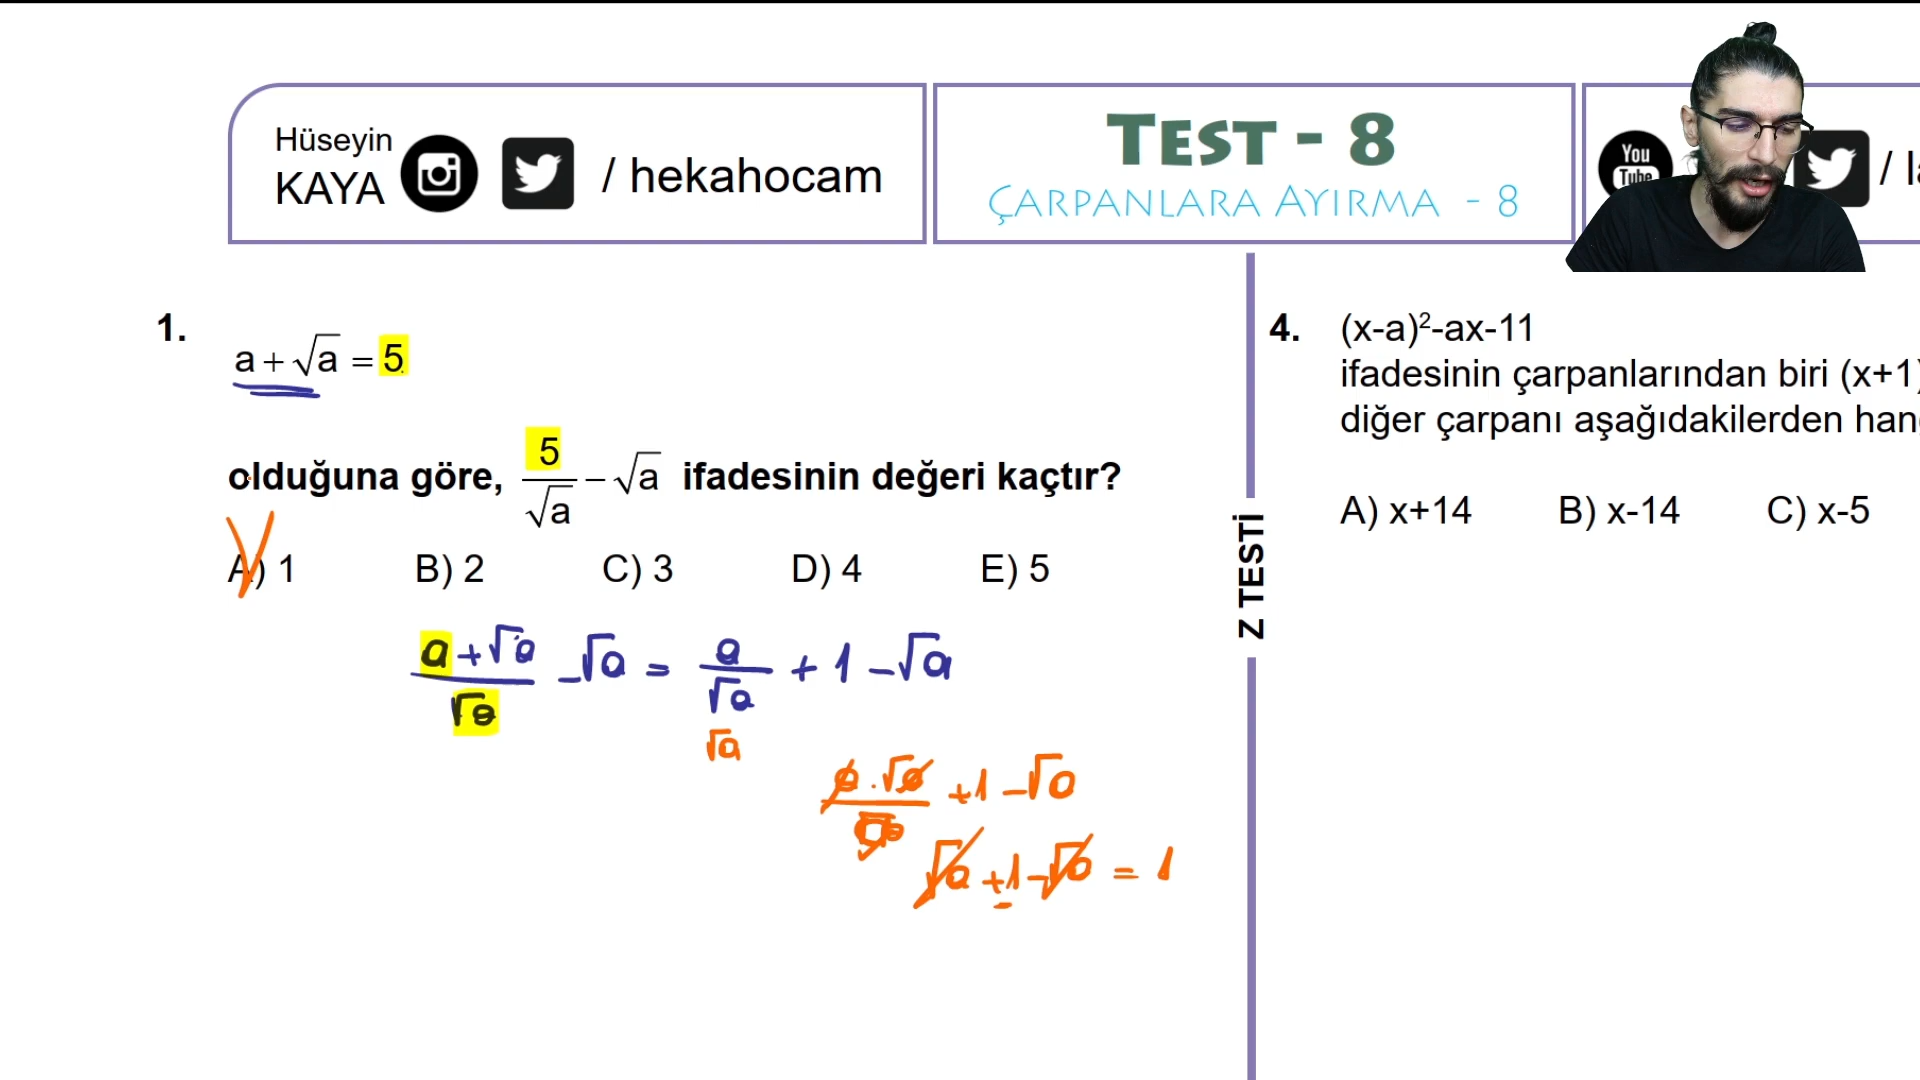 Hüseyin
KAYA
/ hekahocam
TEST - 8
ÇARPANLARA AYIRMA - 8
You
Tube
/
1.
a + √a = 5
olduğuna göre, 5/√a − √a ifadesinin değeri kaçtır?
A) 1 B) 2 C) 3 D) 4 E) 5
(a + √a)/√a − √a = a/√a + 1 − √a
√a
(a · √a)/a + 1 − √a
√a + 1 − √a = 1
Z TESTİ
4. (x-a)²-ax-11
ifadesinin çarpanlarından biri (x+1)
diğer çarpanı aşağıdakilerden
A) x+14 B) x-14 C) x-5